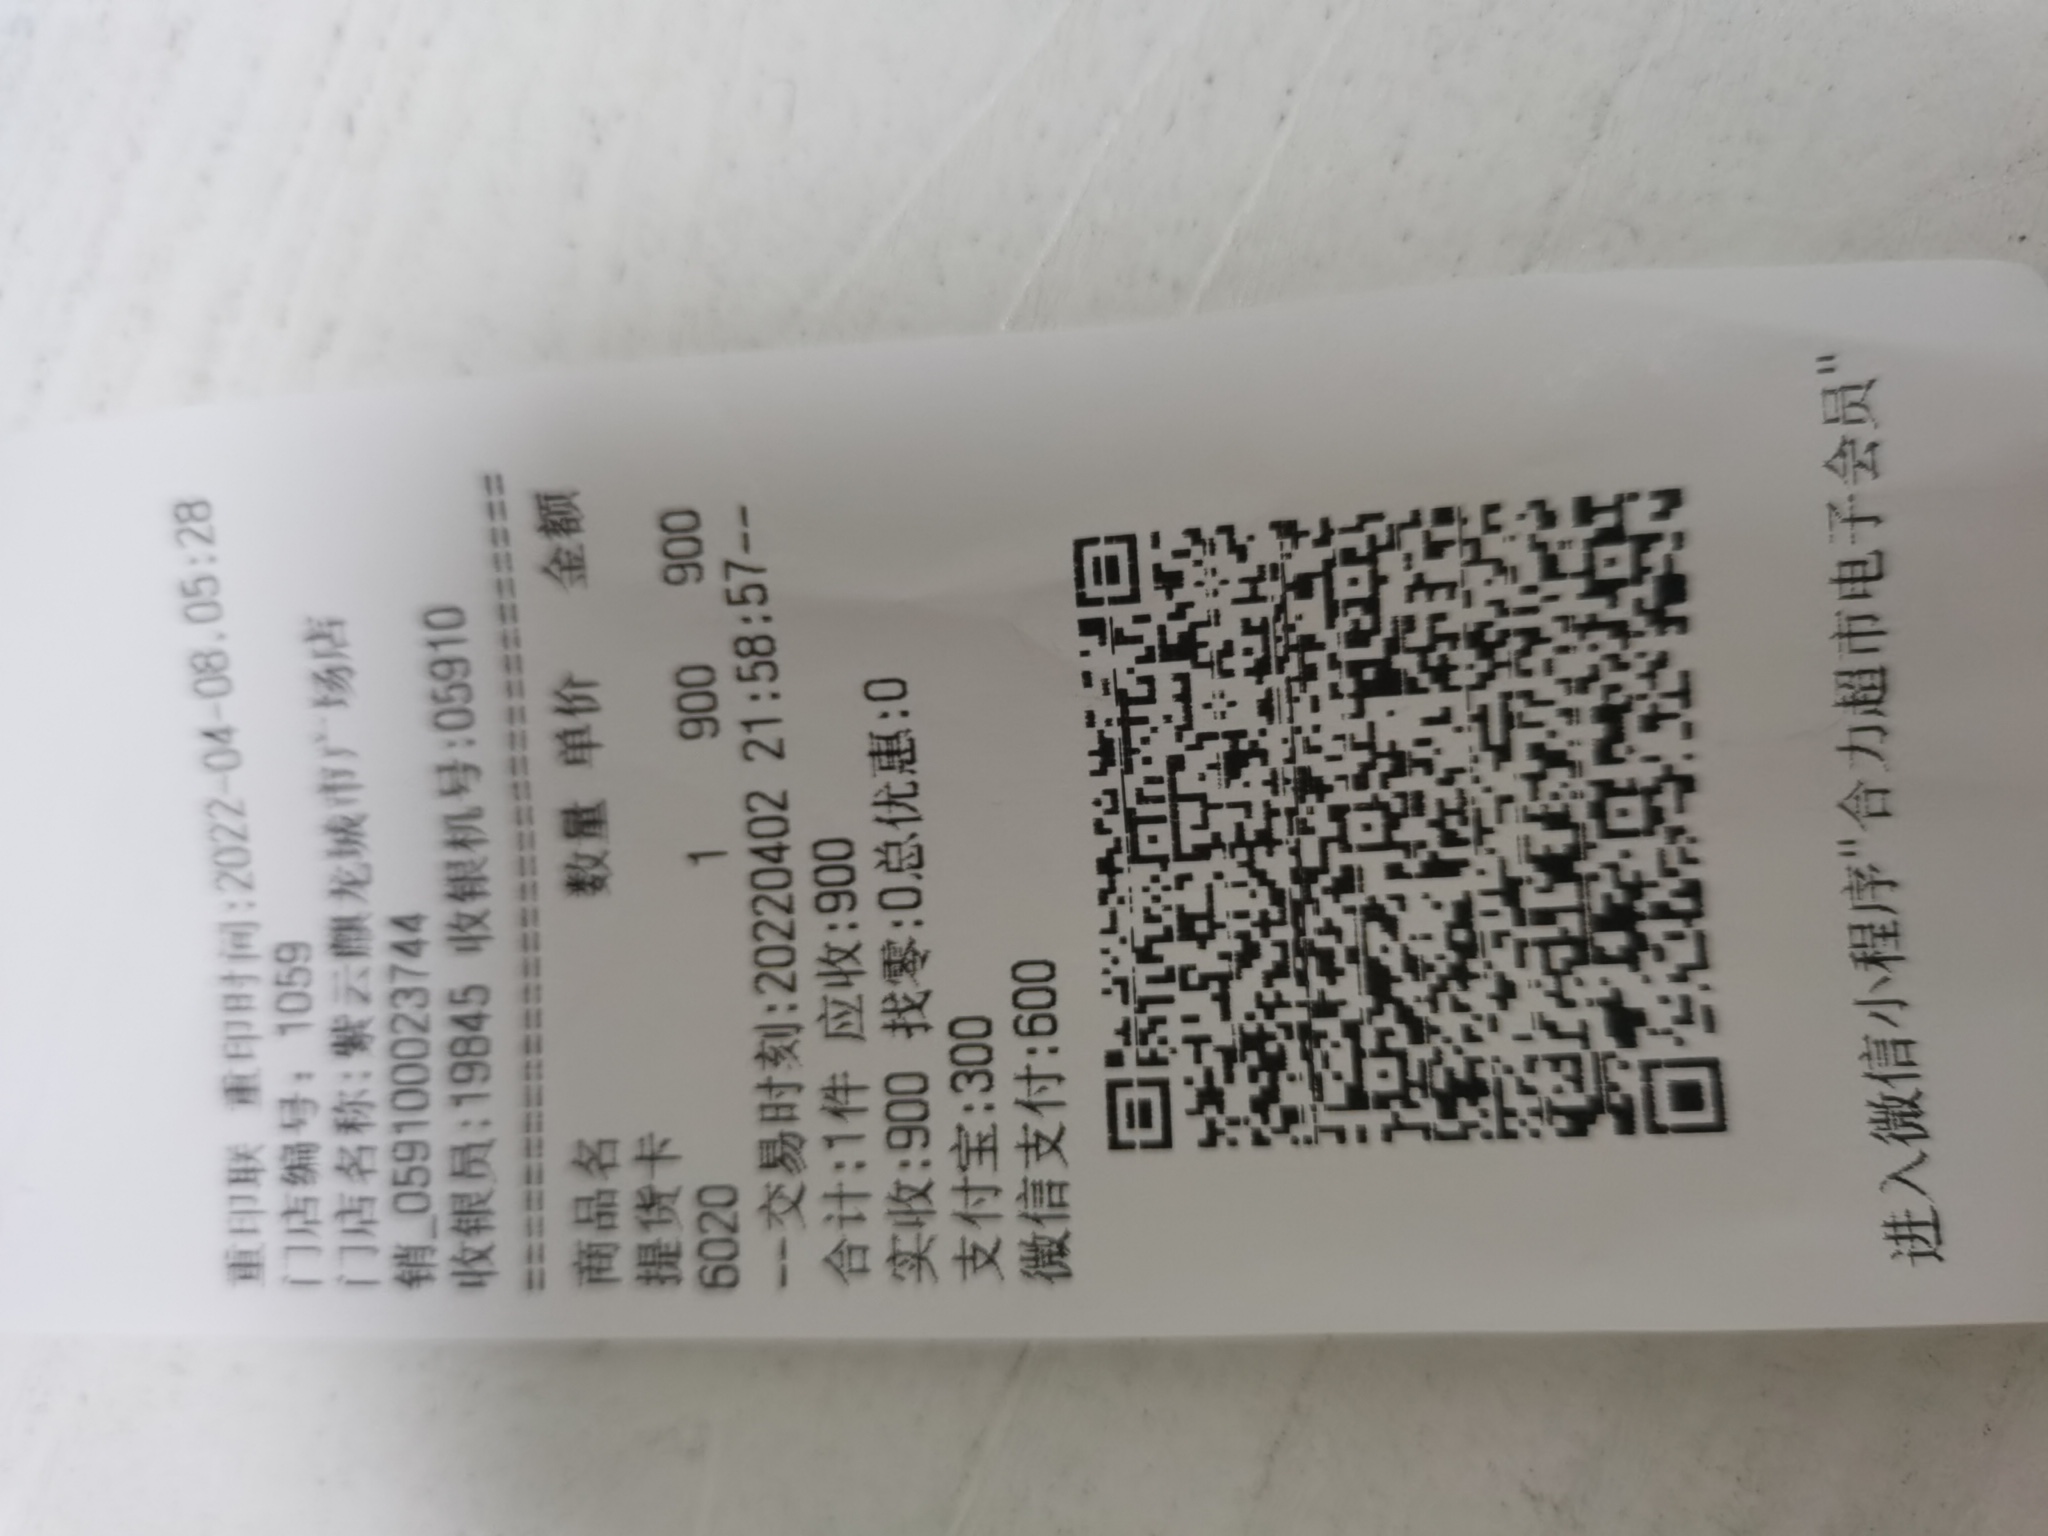 重印联 重印时间:2022-04-08.05:28
门店编号: 1059
门店名称:紫云麒龙城市广场店
销_0591000023744
收银员:19845 收银机号:05910
======================================
商品名 数量 单价 金额
提货卡
6020 1 900 900
--交易时刻:20220402 21:58:57--
合计:1件 应收:900
实收:900 找零:0总优惠:0
支付宝:300
微信支付:600
进入微信小程序"合力超市电子会员"